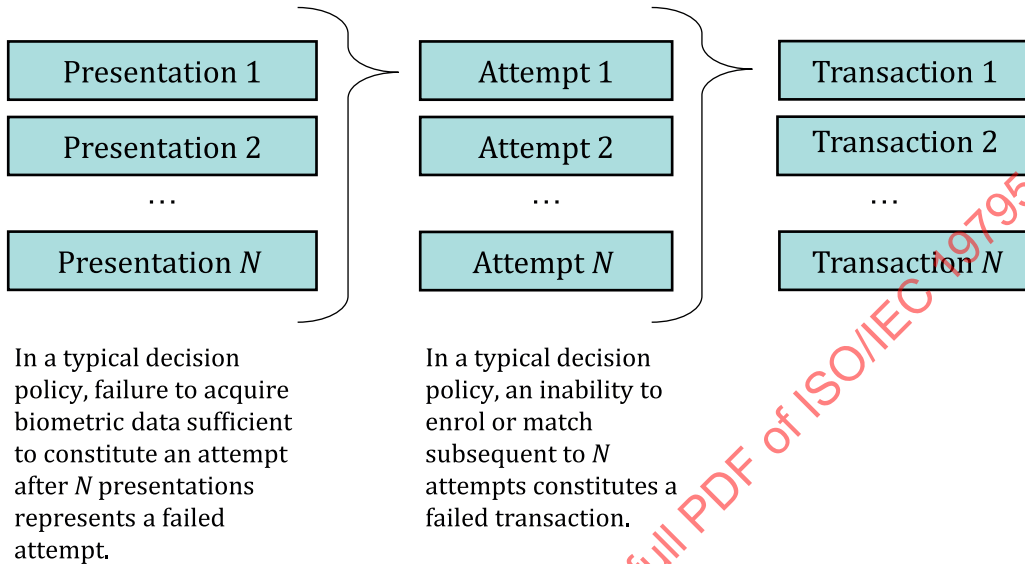 Presentation 1
Presentation 2
...
Presentation N
In a typical decision
policy, failure to acquire
biometric data sufficient
to constitute an attempt
after N presentations
represents a failed
attempt.
Attempt 1
Attempt 2
...
Attempt N
In a typical decision
policy, an inability to
enrol or match
subsequent to N
attempts constitutes a
failed transaction.
Transaction 1
Transaction 2
...
Transaction N
full PDF of ISO/IEC 19795